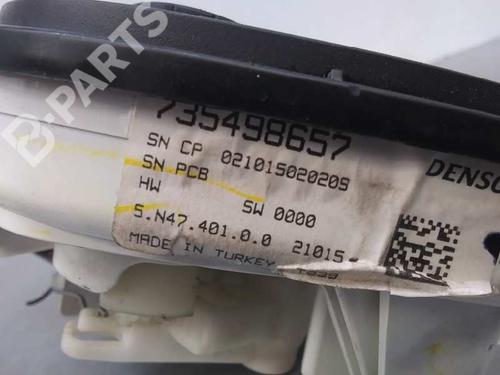 B-PARTS
735498657
SN CP 021015020209
DENSO
SN PCB
HW SW 0000
5.N47.401.0.0 21015-
MADE IN TURKEY